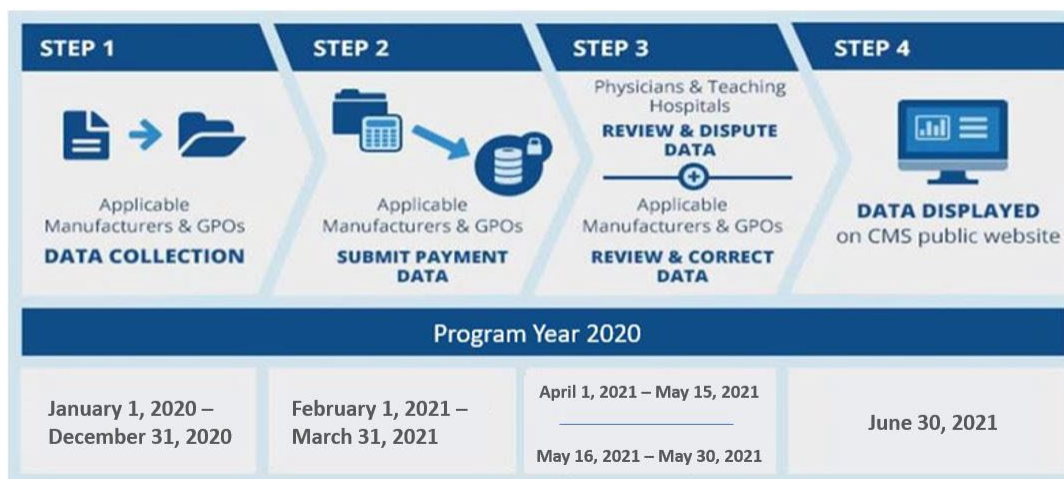 STEP 1
Applicable
Manufacturers & GPOs
DATA COLLECTION
STEP 2
Applicable
Manufacturers & GPOs
SUBMIT PAYMENT
DATA
STEP 3
Physicians & Teaching
Hospitals
REVIEW & DISPUTE
DATA
Applicable
Manufacturers & GPOs
REVIEW & CORRECT
DATA
STEP 4
DATA DISPLAYED
on CMS public website
Program Year 2020
January 1, 2020 –
December 31, 2020
February 1, 2021 –
March 31, 2021
April 1, 2021 – May 15, 2021
May 16, 2021 – May 30, 2021
June 30, 2021